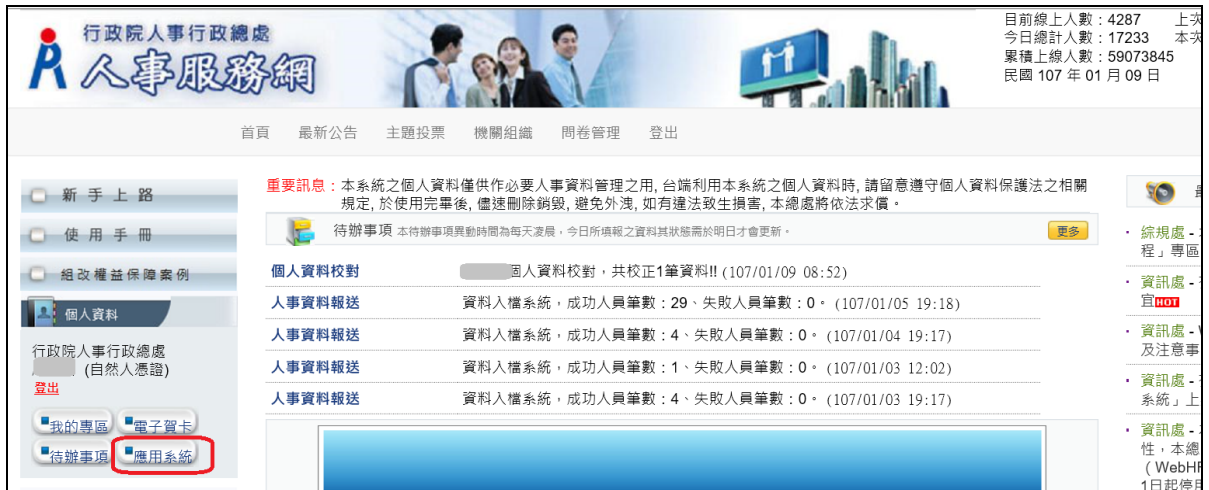 行政院人事行政總處
人事服務網
目前線上人數：4287 上次
今日總計人數：17233 本次
累積上線人數：59073845
民國 107 年 01 月 09 日
首頁 最新公告 主題投票 機關組織 問卷管理 登出
新手上路
使用手冊
組改權益保障案例
個人資料
行政院人事行政總處
(自然人憑證)
登出
我的專區 電子賀卡
待辦事項 應用系統
重要訊息：本系統之個人資料僅供作必要人事資料管理之用, 台端利用本系統之個人資料時, 請留意遵守個人資料保護法之相關
規定, 於使用完畢後, 儘速刪除銷毀, 避免外洩, 如有違法致生損害, 本總處將依法求償。
待辦事項 本待辦事項異動時間為每天凌晨，今日所填報之資料其狀態需於明日才會更新。 更多
個人資料校對 個人資料校對，共校正1筆資料!! (107/01/09 08:52)
人事資料報送 資料入檔系統，成功人員筆數：29、失敗人員筆數：0。 (107/01/05 19:18)
人事資料報送 資料入檔系統，成功人員筆數：4、失敗人員筆數：0。 (107/01/04 19:17)
人事資料報送 資料入檔系統，成功人員筆數：1、失敗人員筆數：0。 (107/01/03 12:02)
人事資料報送 資料入檔系統，成功人員筆數：4、失敗人員筆數：0。 (107/01/03 19:17)
綜規處 -
程」專區
資訊處 -
宜HOT
資訊處 -
及注意事
資訊處 -
系統」上
資訊處 -
性，本總
（WebHR
1日起停用